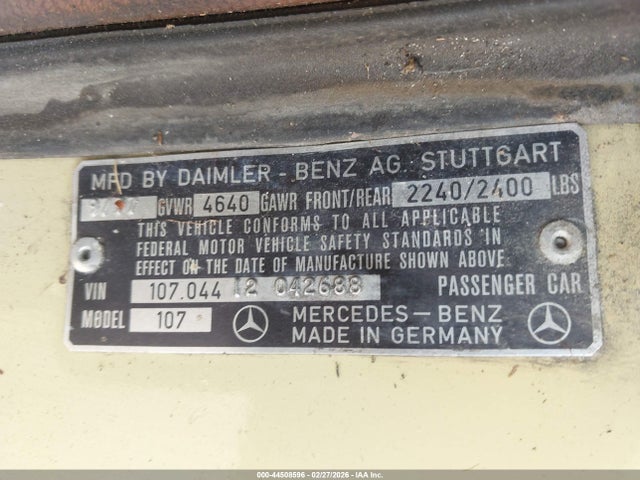 MFD BY DAIMLER - BENZ AG. STUTTGART
GVWR 4640 GAWR FRONT/REAR 2240/2400 LBS
THIS VEHICLE CONFORMS TO ALL APPLICABLE
FEDERAL MOTOR VEHICLE SAFETY STANDARDS IN
EFFECT ON THE DATE OF MANUFACTURE SHOWN ABOVE
VIN 107.044 12 042688 PASSENGER CAR
MODEL 107 MERCEDES-BENZ
MADE IN GERMANY
000-44508596 - 02/27/2026 - IAA, Inc. - Copart